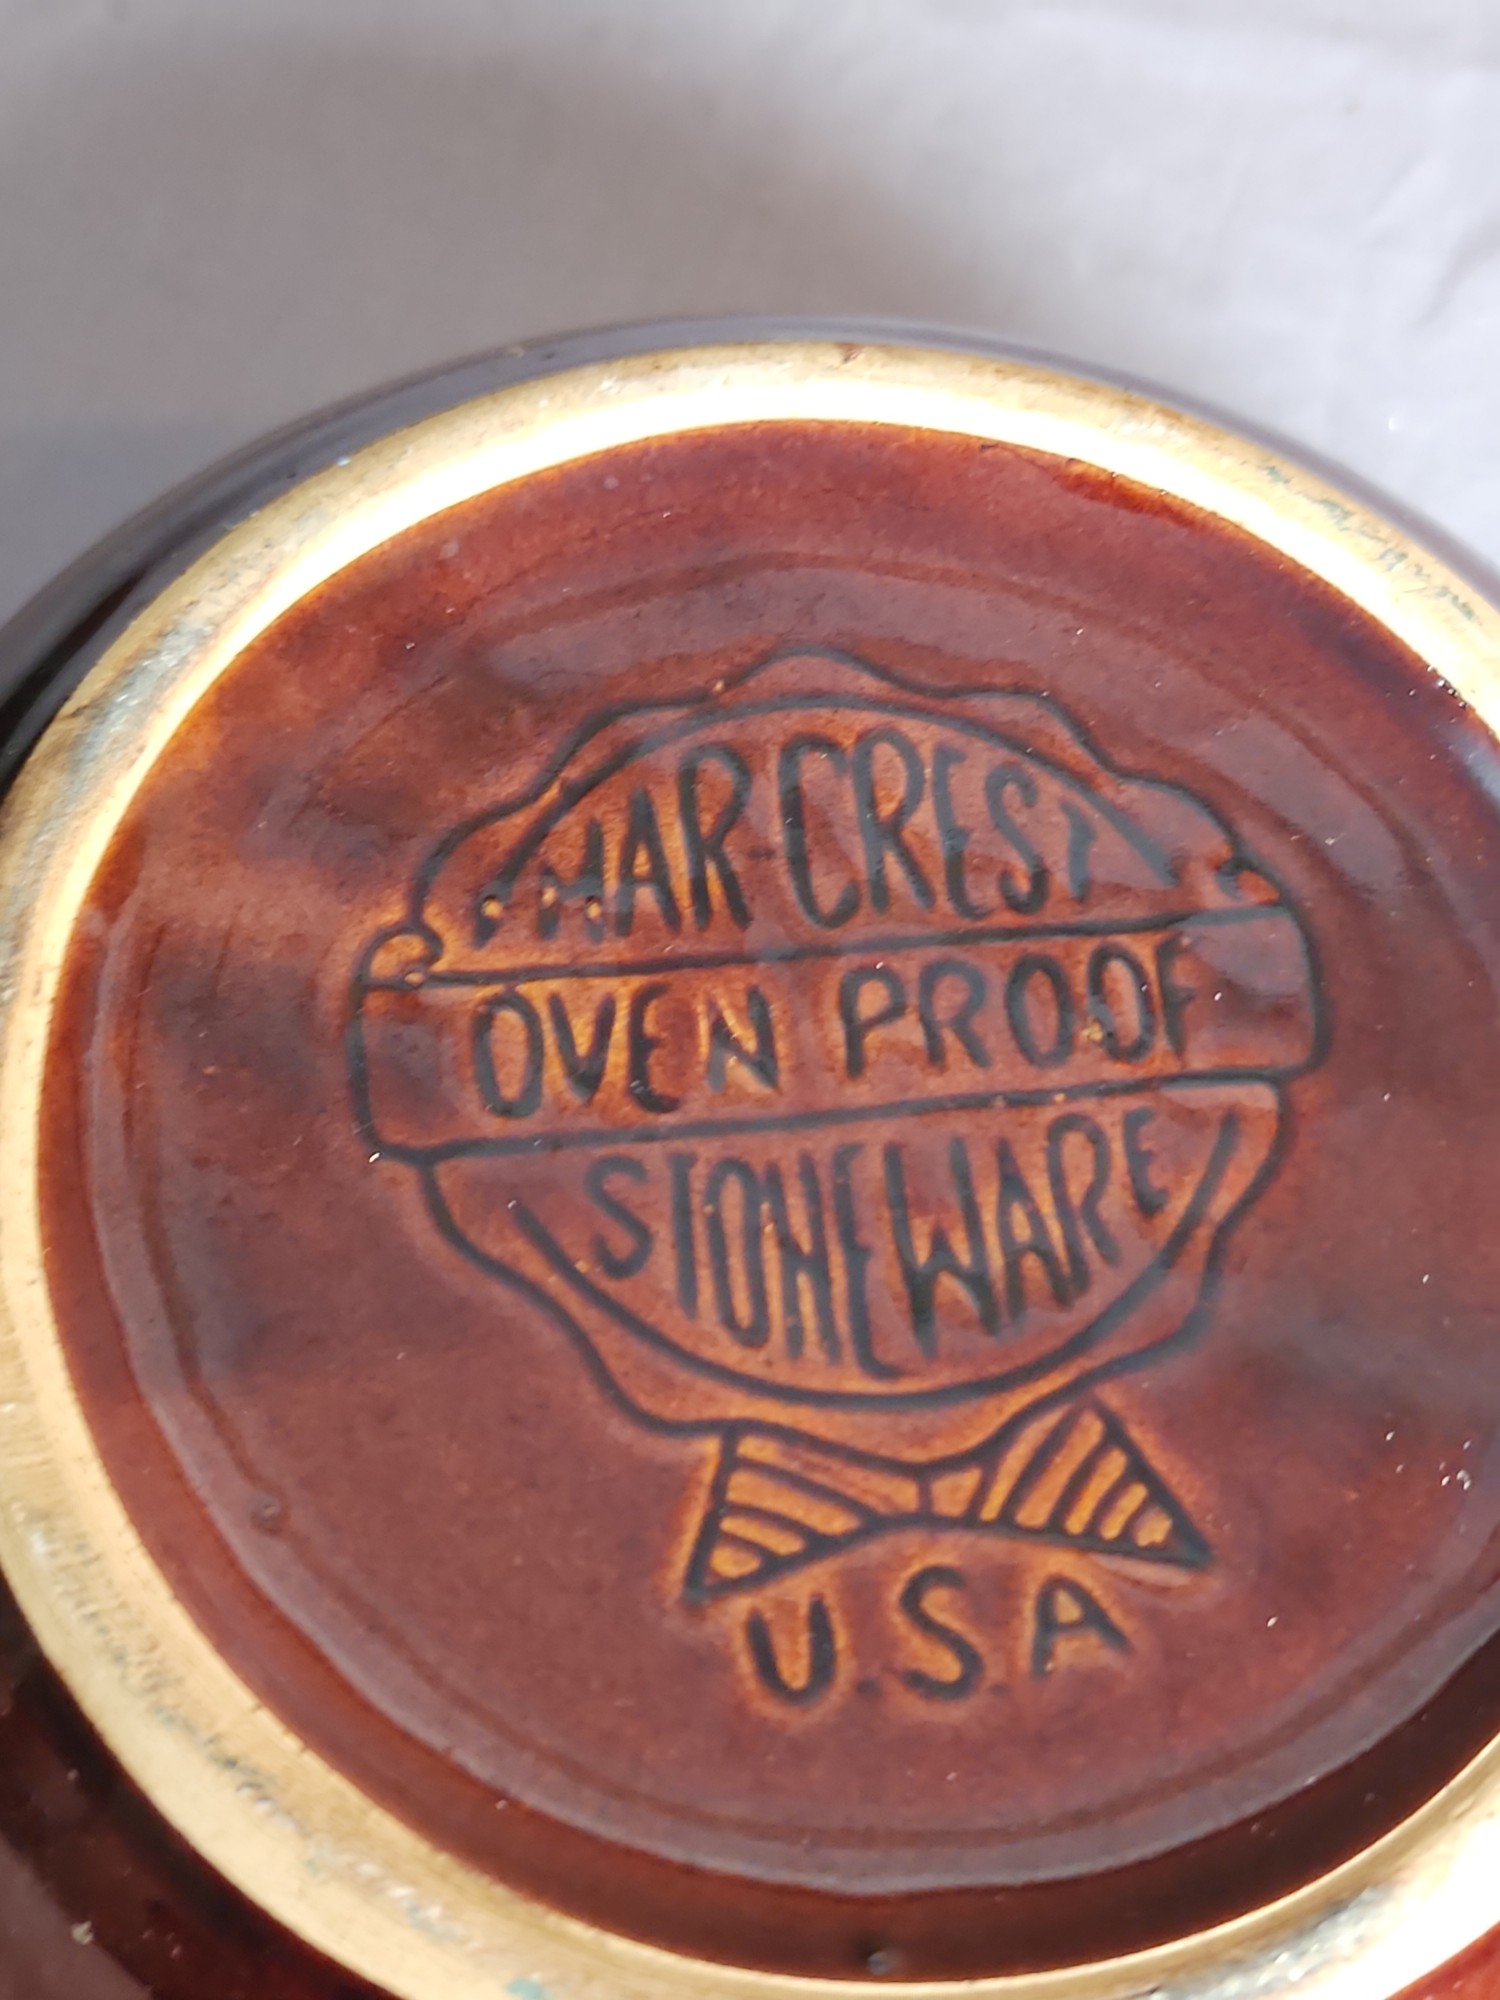 HAR-CREST
OVEN PROOF
STONEWARE
U.S.A